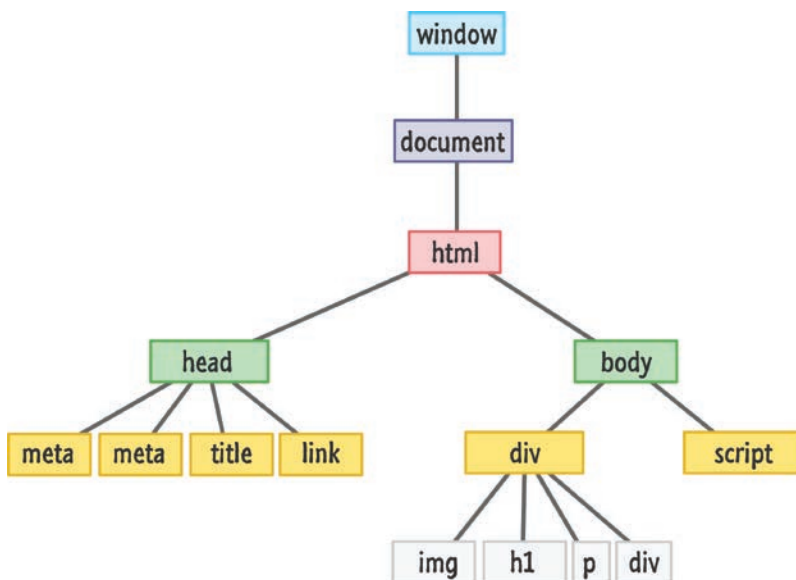 window
document
html
head body
meta meta title link div script
img h1 p div